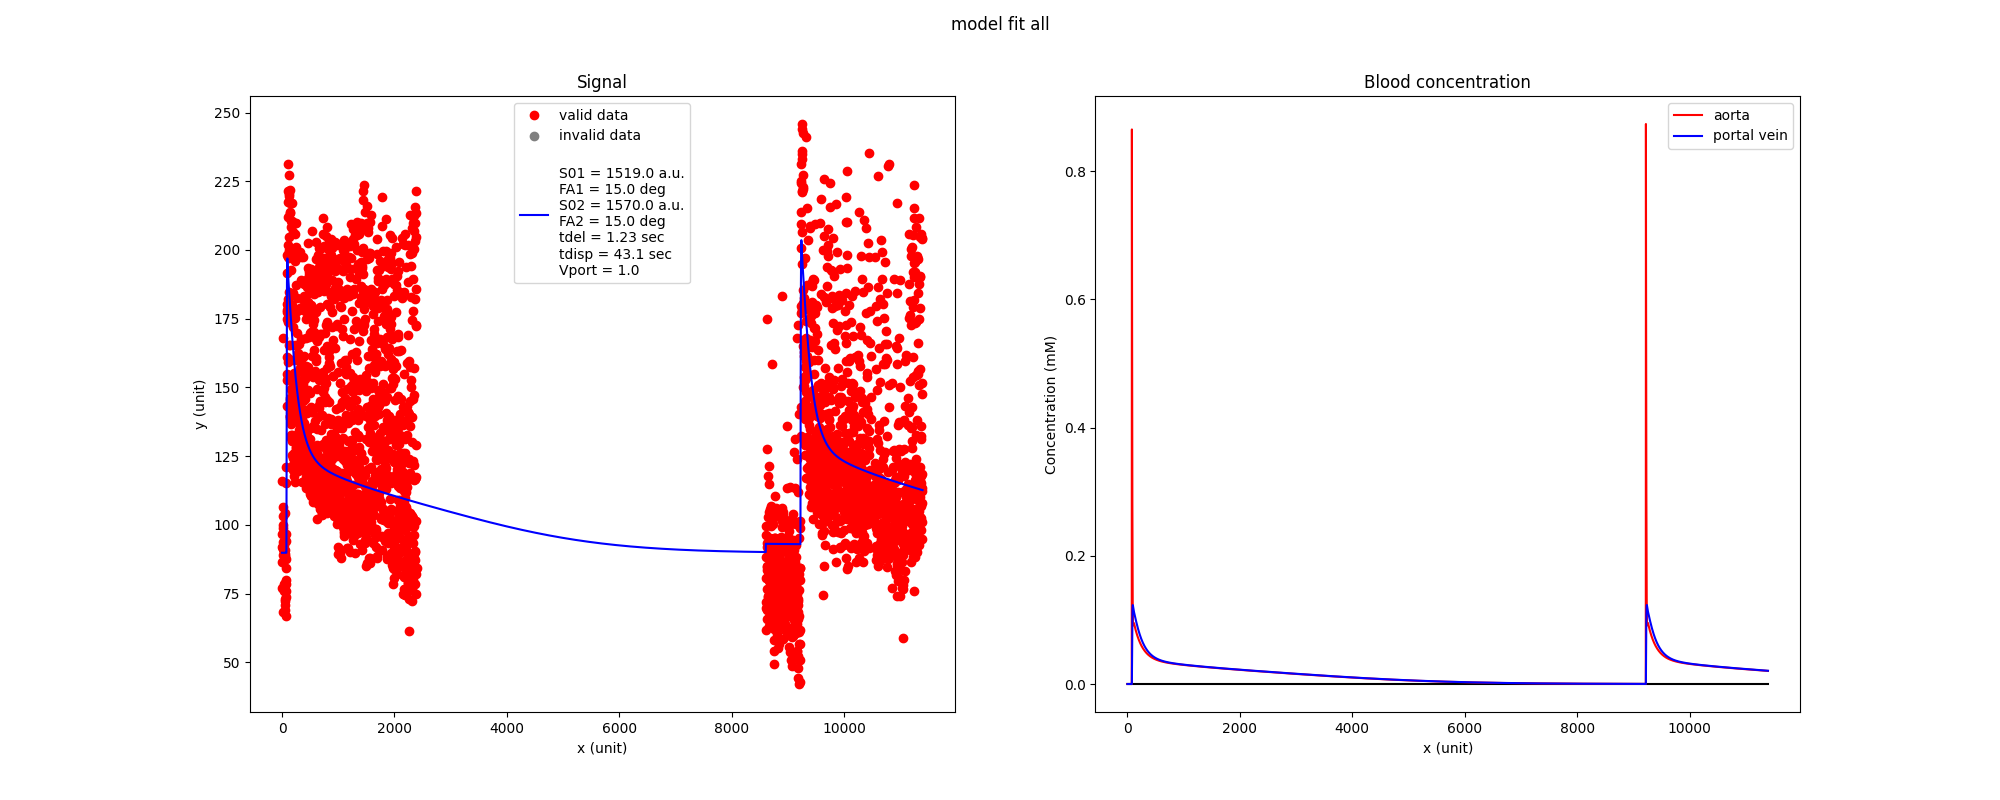 model fit all
Signal
250
225
200
175
150
125
100
75
50
y (unit)
valid data
invalid data
S01 = 1519.0 a.u.
FA1 = 15.0 deg
S02 = 1570.0 a.u.
FA2 = 15.0 deg
tdel = 1.23 sec
tdisp = 43.1 sec
Vport = 1.0
0 2000 4000 6000 8000 10000
x (unit)
Blood concentration
0.8
0.6
0.4
0.2
0.0
Concentration (mM)
aorta
portal vein
0 2000 4000 6000 8000 10000
x (unit)